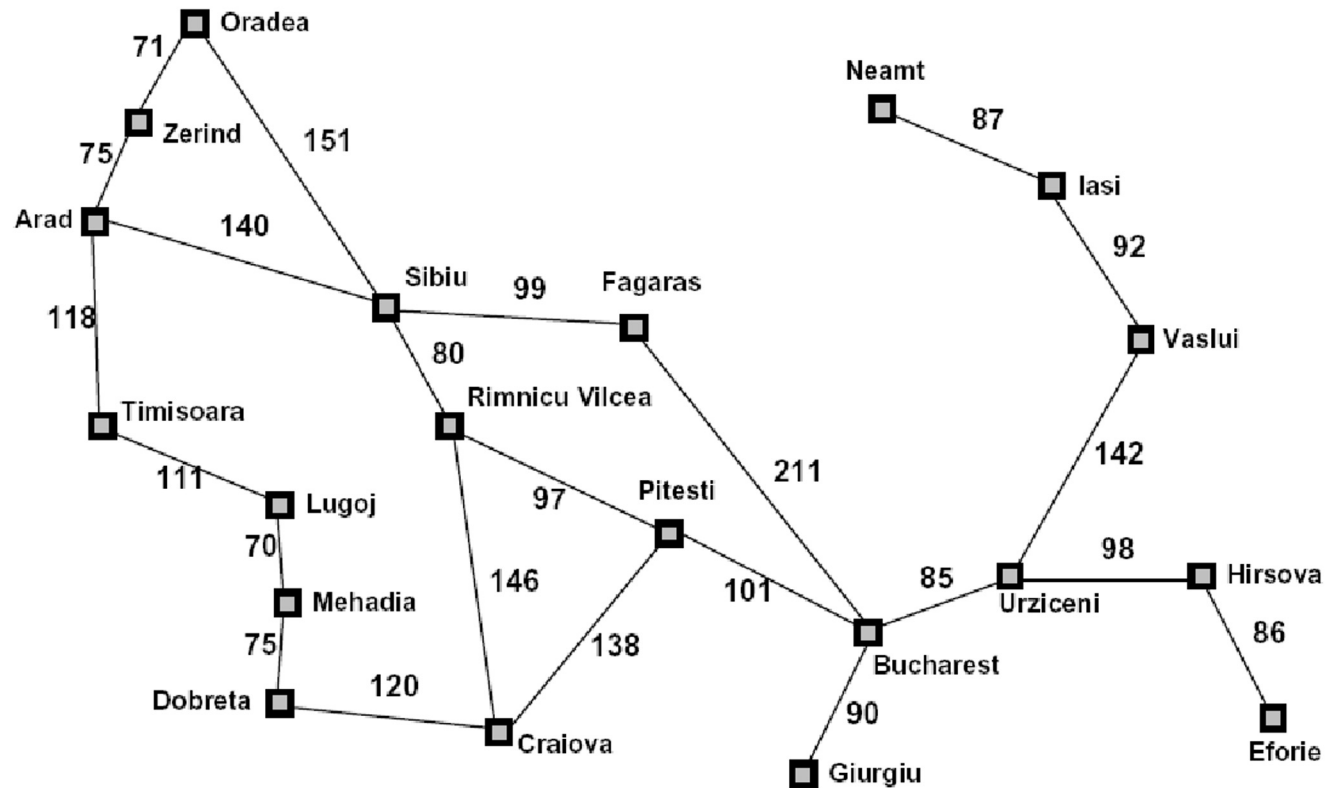 Oradea
71
Neamt
87
Zerind
151
75
Iasi
Arad
140
92
Sibiu
99
Fagaras
118
80
Vaslui
Rimnicu Vilcea
Timisoara
142
211
111
Lugoj
97
Pitesti
70
98
146
85
Hirsova
Mehadia
101
Urziceni
75
138
86
Bucharest
Dobreta
120
90
Craiova
Eforie
Giurgiu